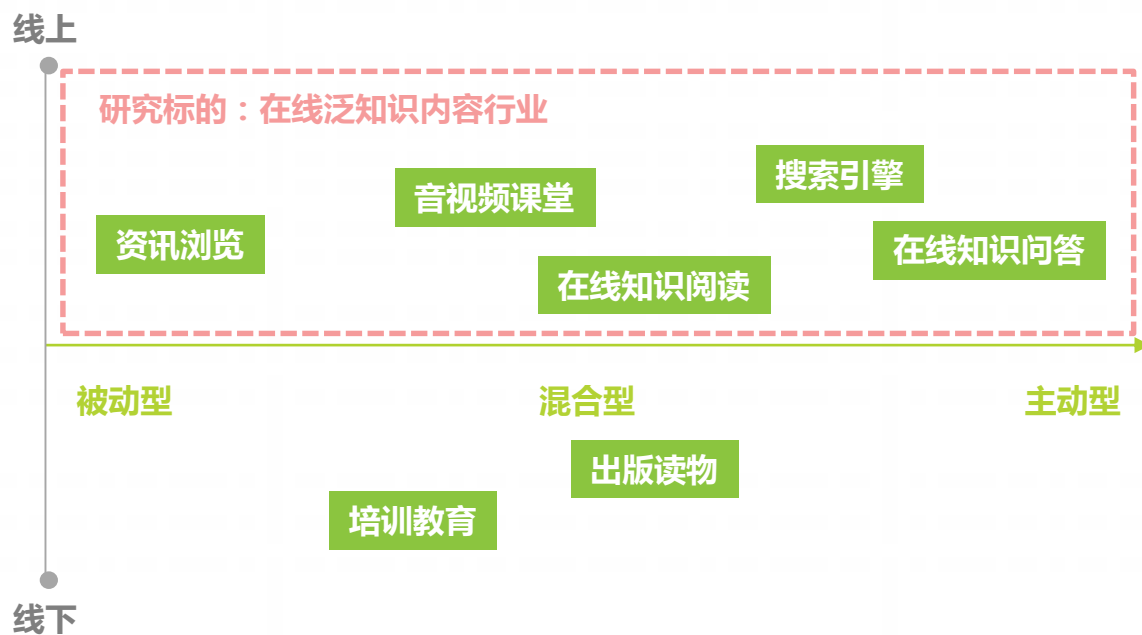 线上
研究标的：在线泛知识内容行业
搜索引擎
音视频课堂
资讯浏览
在线知识问答
在线知识阅读
被动型
混合型
主动型
出版读物
培训教育
线下